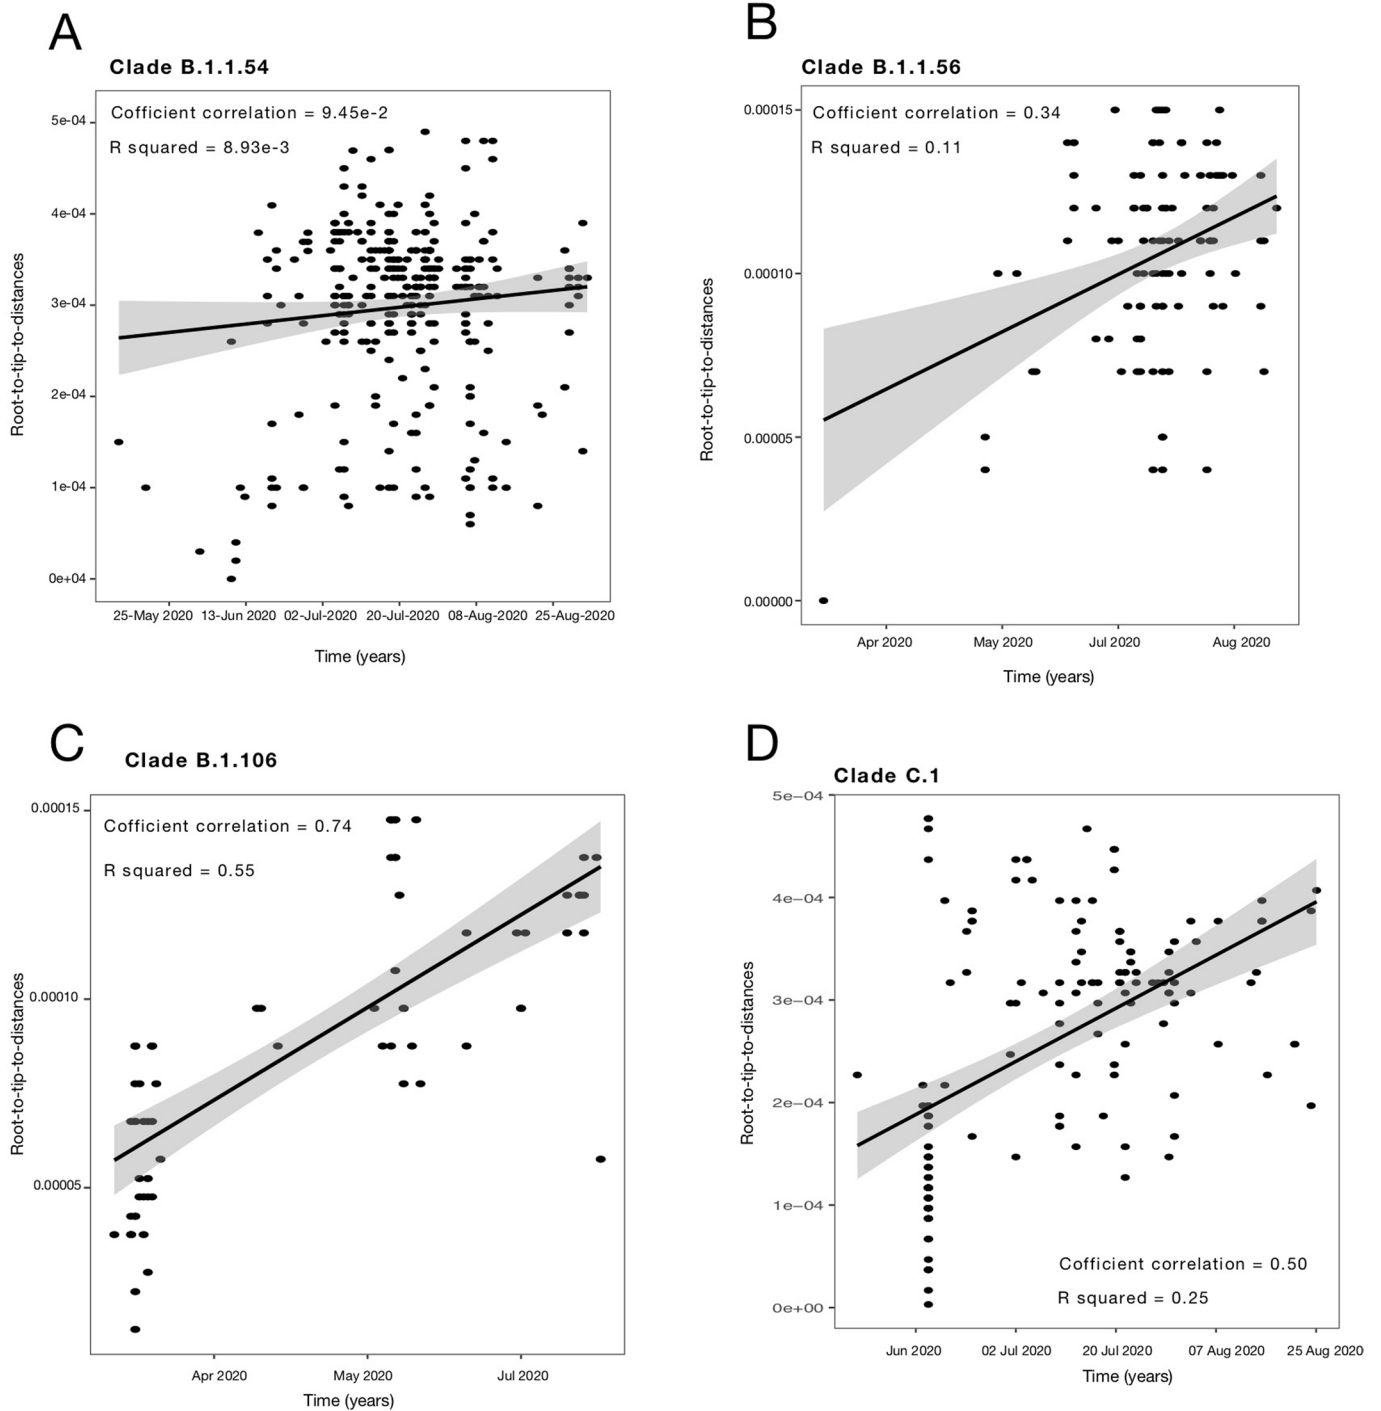 A
Clade B.1.1.54
Cofficient correlation = 9.45e-2
R squared = 8.93e-3
5e-04
4e-04
3e-04
2e-04
1e-04
0e+04
Root-to-tip-to-distances
25-May 2020 13-Jun 2020 02-Jul-2020 20-Jul-2020 08-Aug-2020 25-Aug-2020
Time (years)
B
Clade B.1.1.56
Cofficient correlation = 0.34
R squared = 0.11
0.00015
0.00010
0.00005
0.00000
Root-to-tip-to-distances
Apr 2020 May 2020 Jul 2020 Aug 2020
Time (years)
C
Clade B.1.106
Cofficient correlation = 0.74
R squared = 0.55
0.00015
0.00010
0.00005
Root-to-tip-to-distances
Apr 2020 May 2020 Jul 2020
Time (years)
D
Clade C.1
5e−04
4e−04
3e−04
2e−04
1e−04
0e+00
Root-to-tip-to-distances
Cofficient correlation = 0.50
R squared = 0.25
Jun 2020 02 Jul 2020 20 Jul 2020 07 Aug 2020 25 Aug 2020
Time (years)